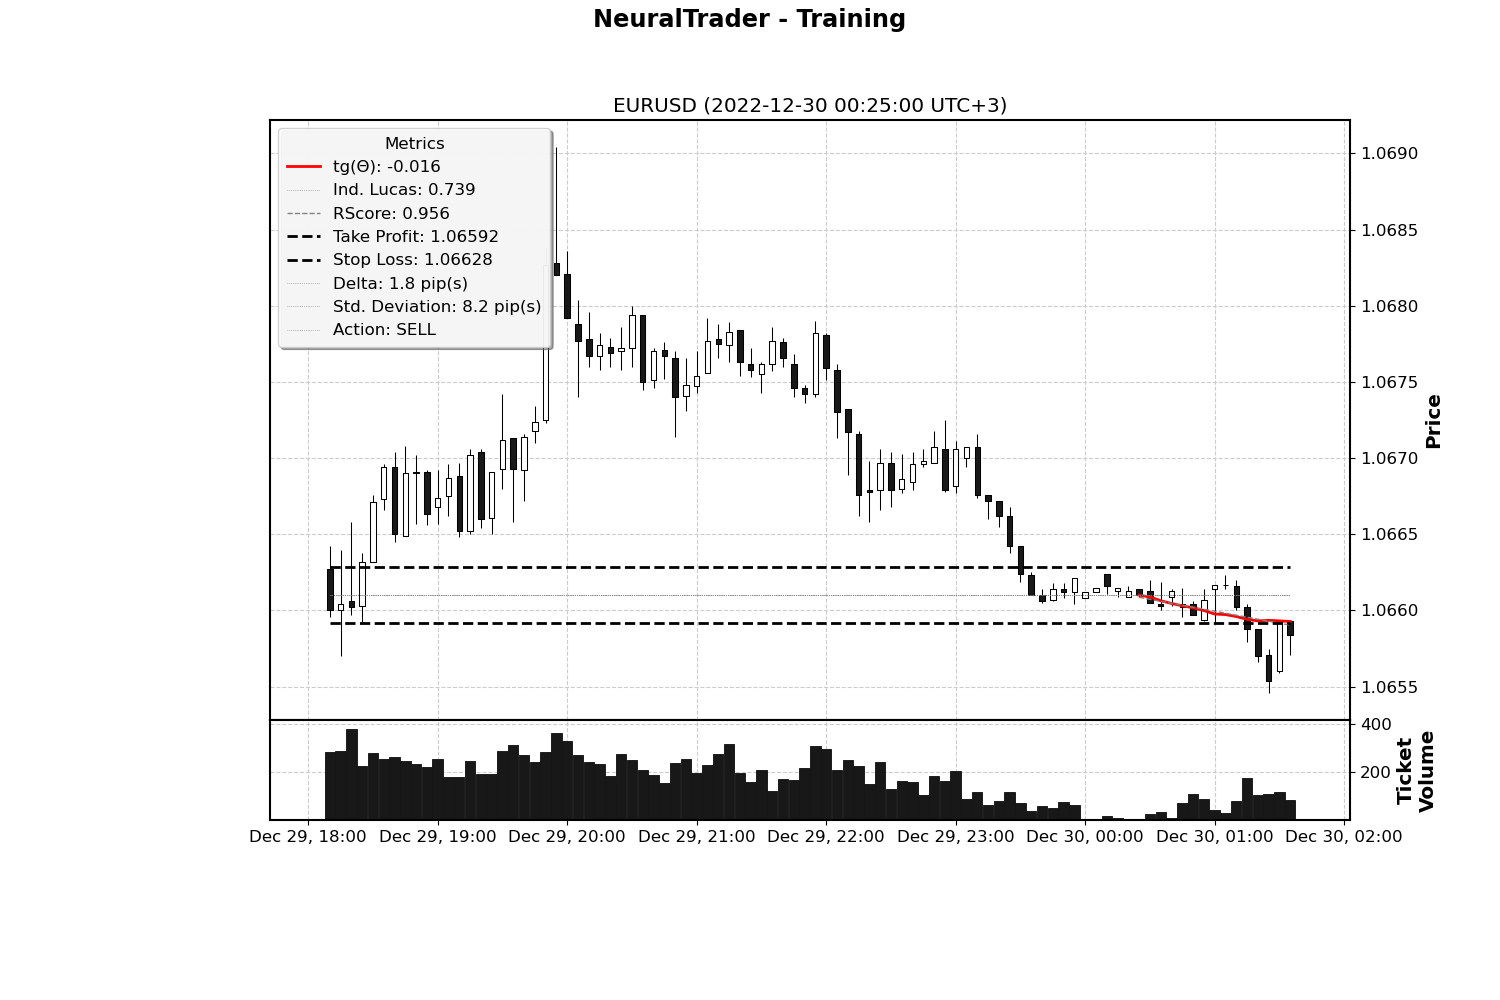 NeuralTrader - Training
EURUSD (2022-12-30 00:25:00 UTC+3)
Metrics
tg(Θ): -0.016
Ind. Lucas: 0.739
RScore: 0.956
Take Profit: 1.06592
Stop Loss: 1.06628
Delta: 1.8 pip(s)
Std. Deviation: 8.2 pip(s)
Action: SELL
1.0690
1.0685
1.0680
1.0675
1.0670
1.0665
1.0660
1.0655
Price
400
200
Ticket
Volume
Dec 29, 18:00
Dec 29, 19:00
Dec 29, 20:00
Dec 29, 21:00
Dec 29, 22:00
Dec 29, 23:00
Dec 30, 00:00
Dec 30, 01:00
Dec 30, 02:00